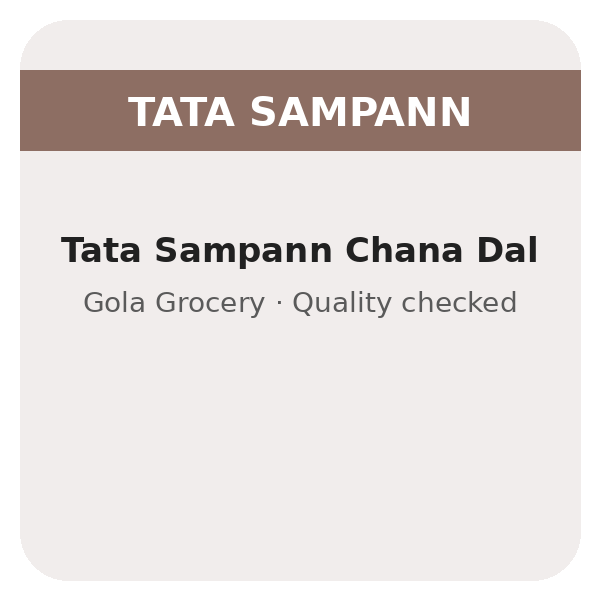 TATA SAMPANN
Tata Sampann Chana Dal
Gola Grocery · Quality checked